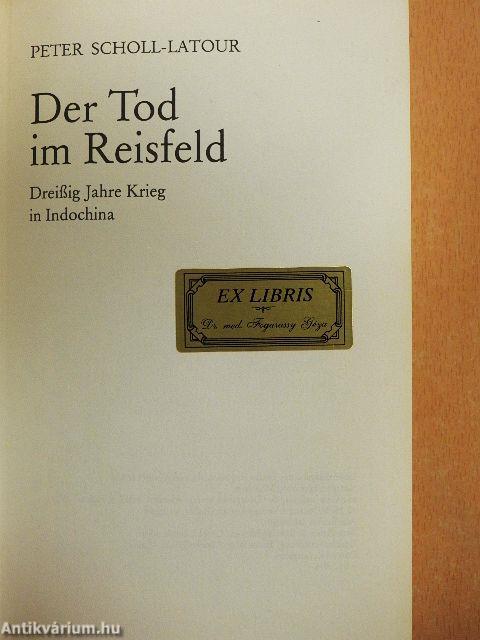 PETER SCHOLL-LATOUR
Der Tod
im Reisfeld
Dreißig Jahre Krieg
in Indochina
EX LIBRIS
Dr. med. Fogarassy Géza
Antikvárium.hu